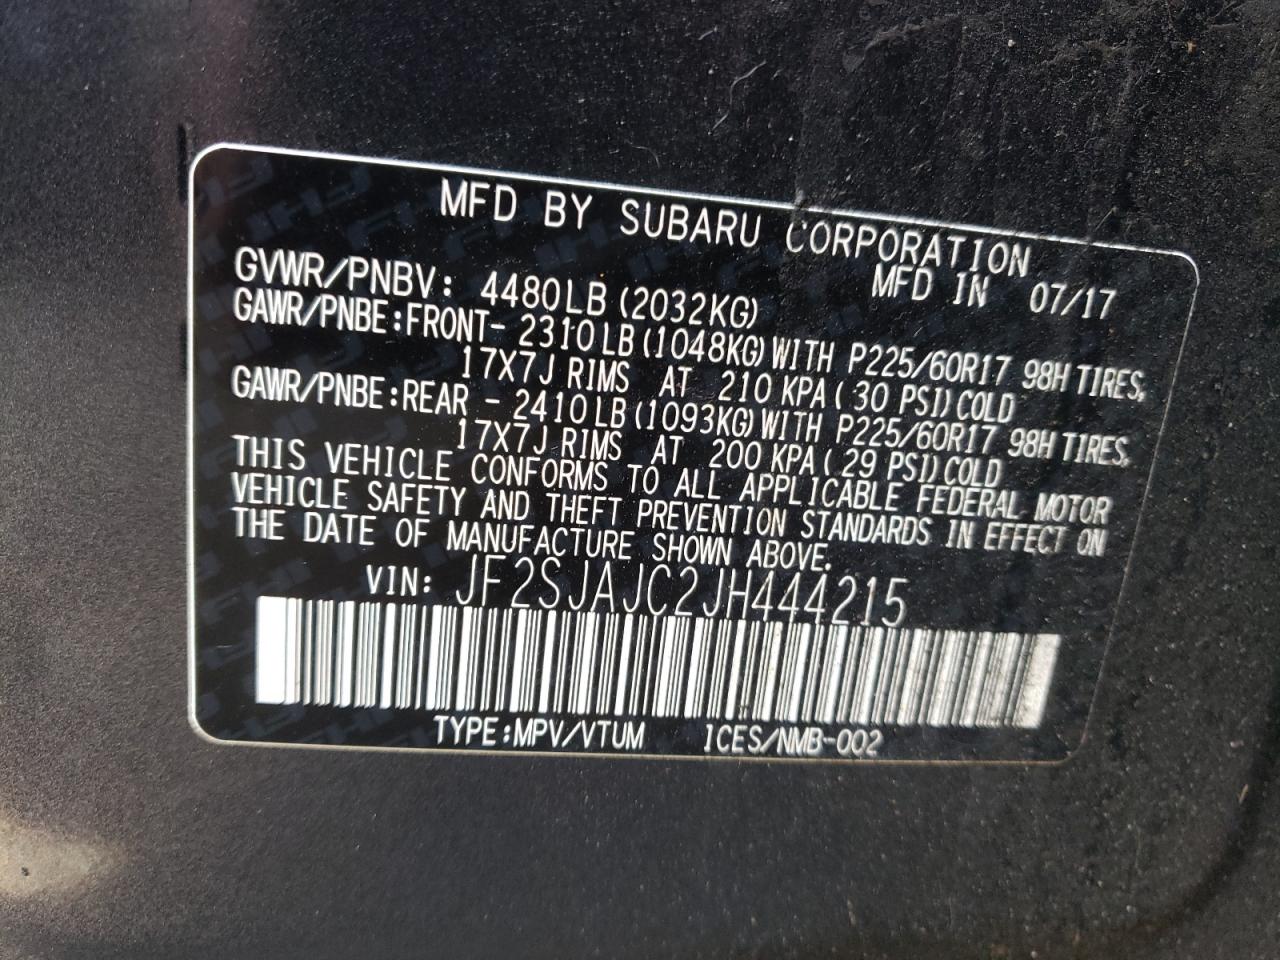 MFD BY SUBARU CORPORATION
MFD IN 07/17
GVWR/PNBV: 4480LB (2032KG)
GAWR/PNBE:FRONT- 2310LB (1048KG) WITH P225/60R17 98H TIRES,
17X7J RIMS AT 210 KPA ( 30 PSI) COLD
GAWR/PNBE:REAR - 2410LB (1093KG) WITH P225/60R17 98H TIRES,
17X7J RIMS AT 200 KPA ( 29 PSI) COLD
THIS VEHICLE CONFORMS TO ALL APPLICABLE FEDERAL MOTOR
VEHICLE SAFETY AND THEFT PREVENTION STANDARDS IN EFFECT ON
THE DATE OF MANUFACTURE SHOWN ABOVE.
VIN: JF2SJAJC2JH444215
TYPE:MPV/VTUM ICES/NMB-002